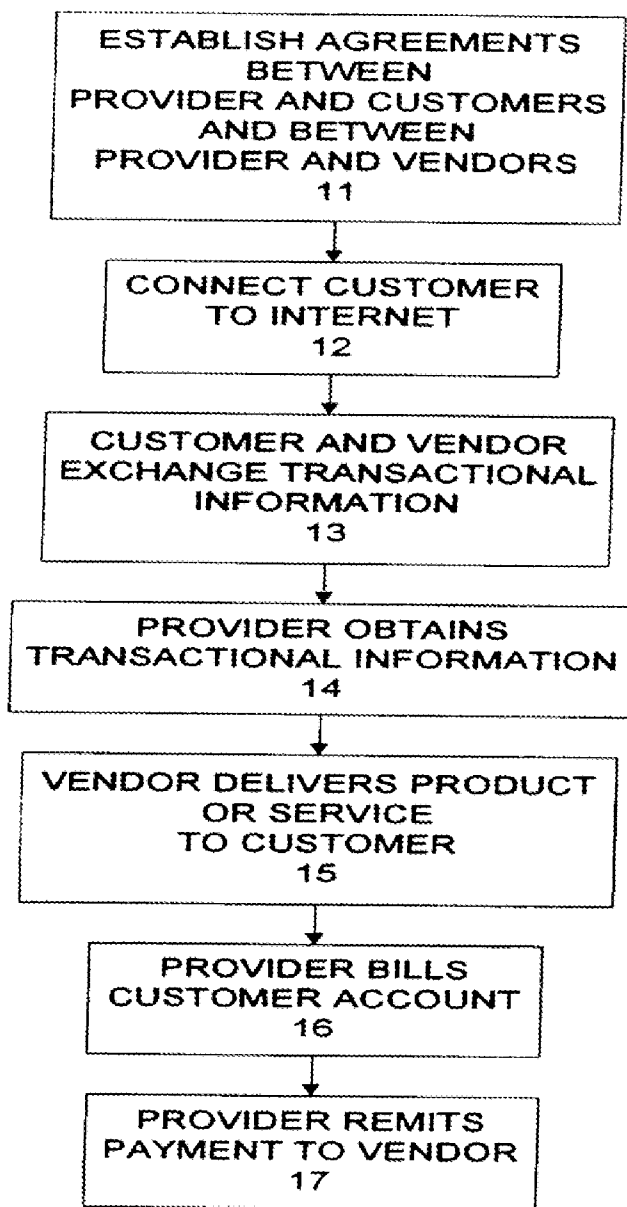 ESTABLISH AGREEMENTS
BETWEEN
PROVIDER AND CUSTOMERS
AND BETWEEN
PROVIDER AND VENDORS
11
CONNECT CUSTOMER
TO INTERNET
12
CUSTOMER AND VENDOR
EXCHANGE TRANSACTIONAL
INFORMATION
13
PROVIDER OBTAINS
TRANSACTIONAL INFORMATION
14
VENDOR DELIVERS PRODUCT
OR SERVICE
TO CUSTOMER
15
PROVIDER BILLS
CUSTOMER ACCOUNT
16
PROVIDER REMITS
PAYMENT TO VENDOR
17